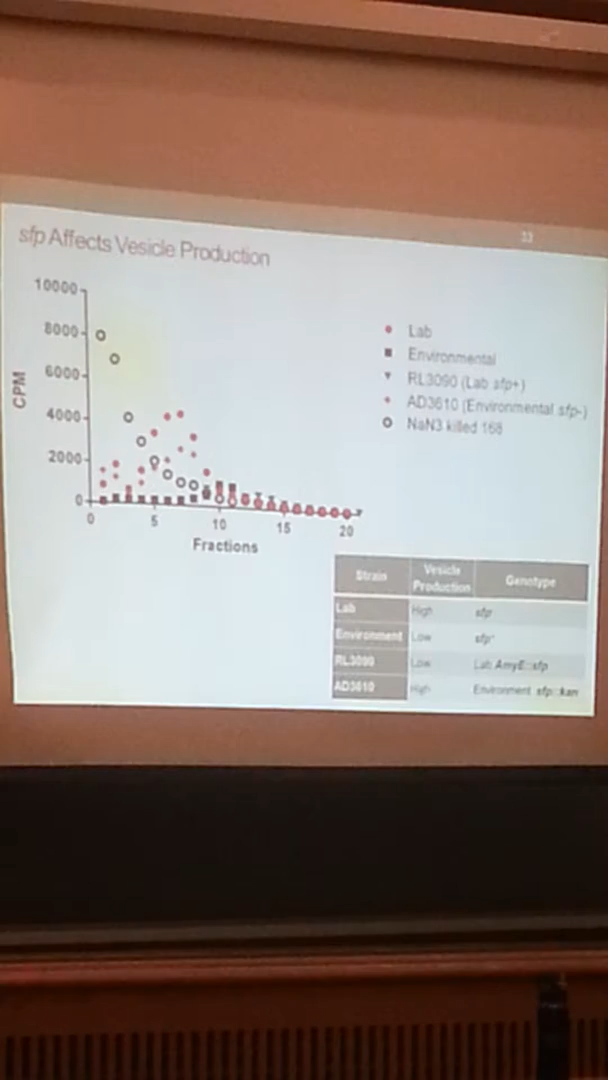 33
sfp Affects Vesicle Production
10000
8000
6000
4000
2000
0
CPM
0 5 10 15 20
Fractions
Lab
Environmental
RL3090 (Lab sfp+)
AD3610 (Environmental sfp-)
NaN3 killed 168
Strain Vesicle Production Genotype
Lab High sfp
Environment Low sfp+
RL3090 Low Lab AmyE::sfp
AD3610 High Environment sfp::kan